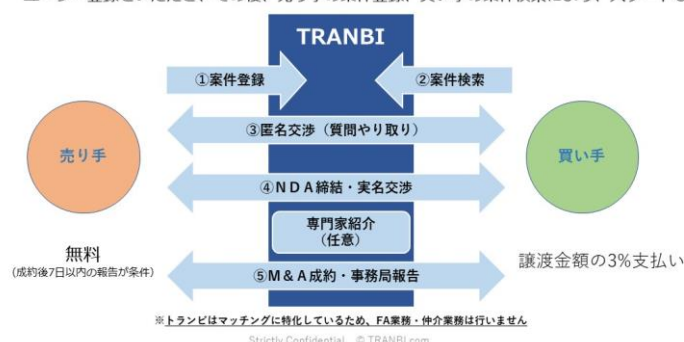 TRANBI
①案件登録
②案件検索
③匿名交渉（質問やり取り）
売り手
買い手
④ＮＤＡ締結・実名交渉
専門家紹介
（任意）
無料
（成約後7日以内の報告が条件）
譲渡金額の3%支払い
⑤Ｍ＆Ａ成約・事務局報告
※トランビはマッチングに特化しているため、FA業務・仲介業務は行いません
Strictly Confidential © TRANBI.com